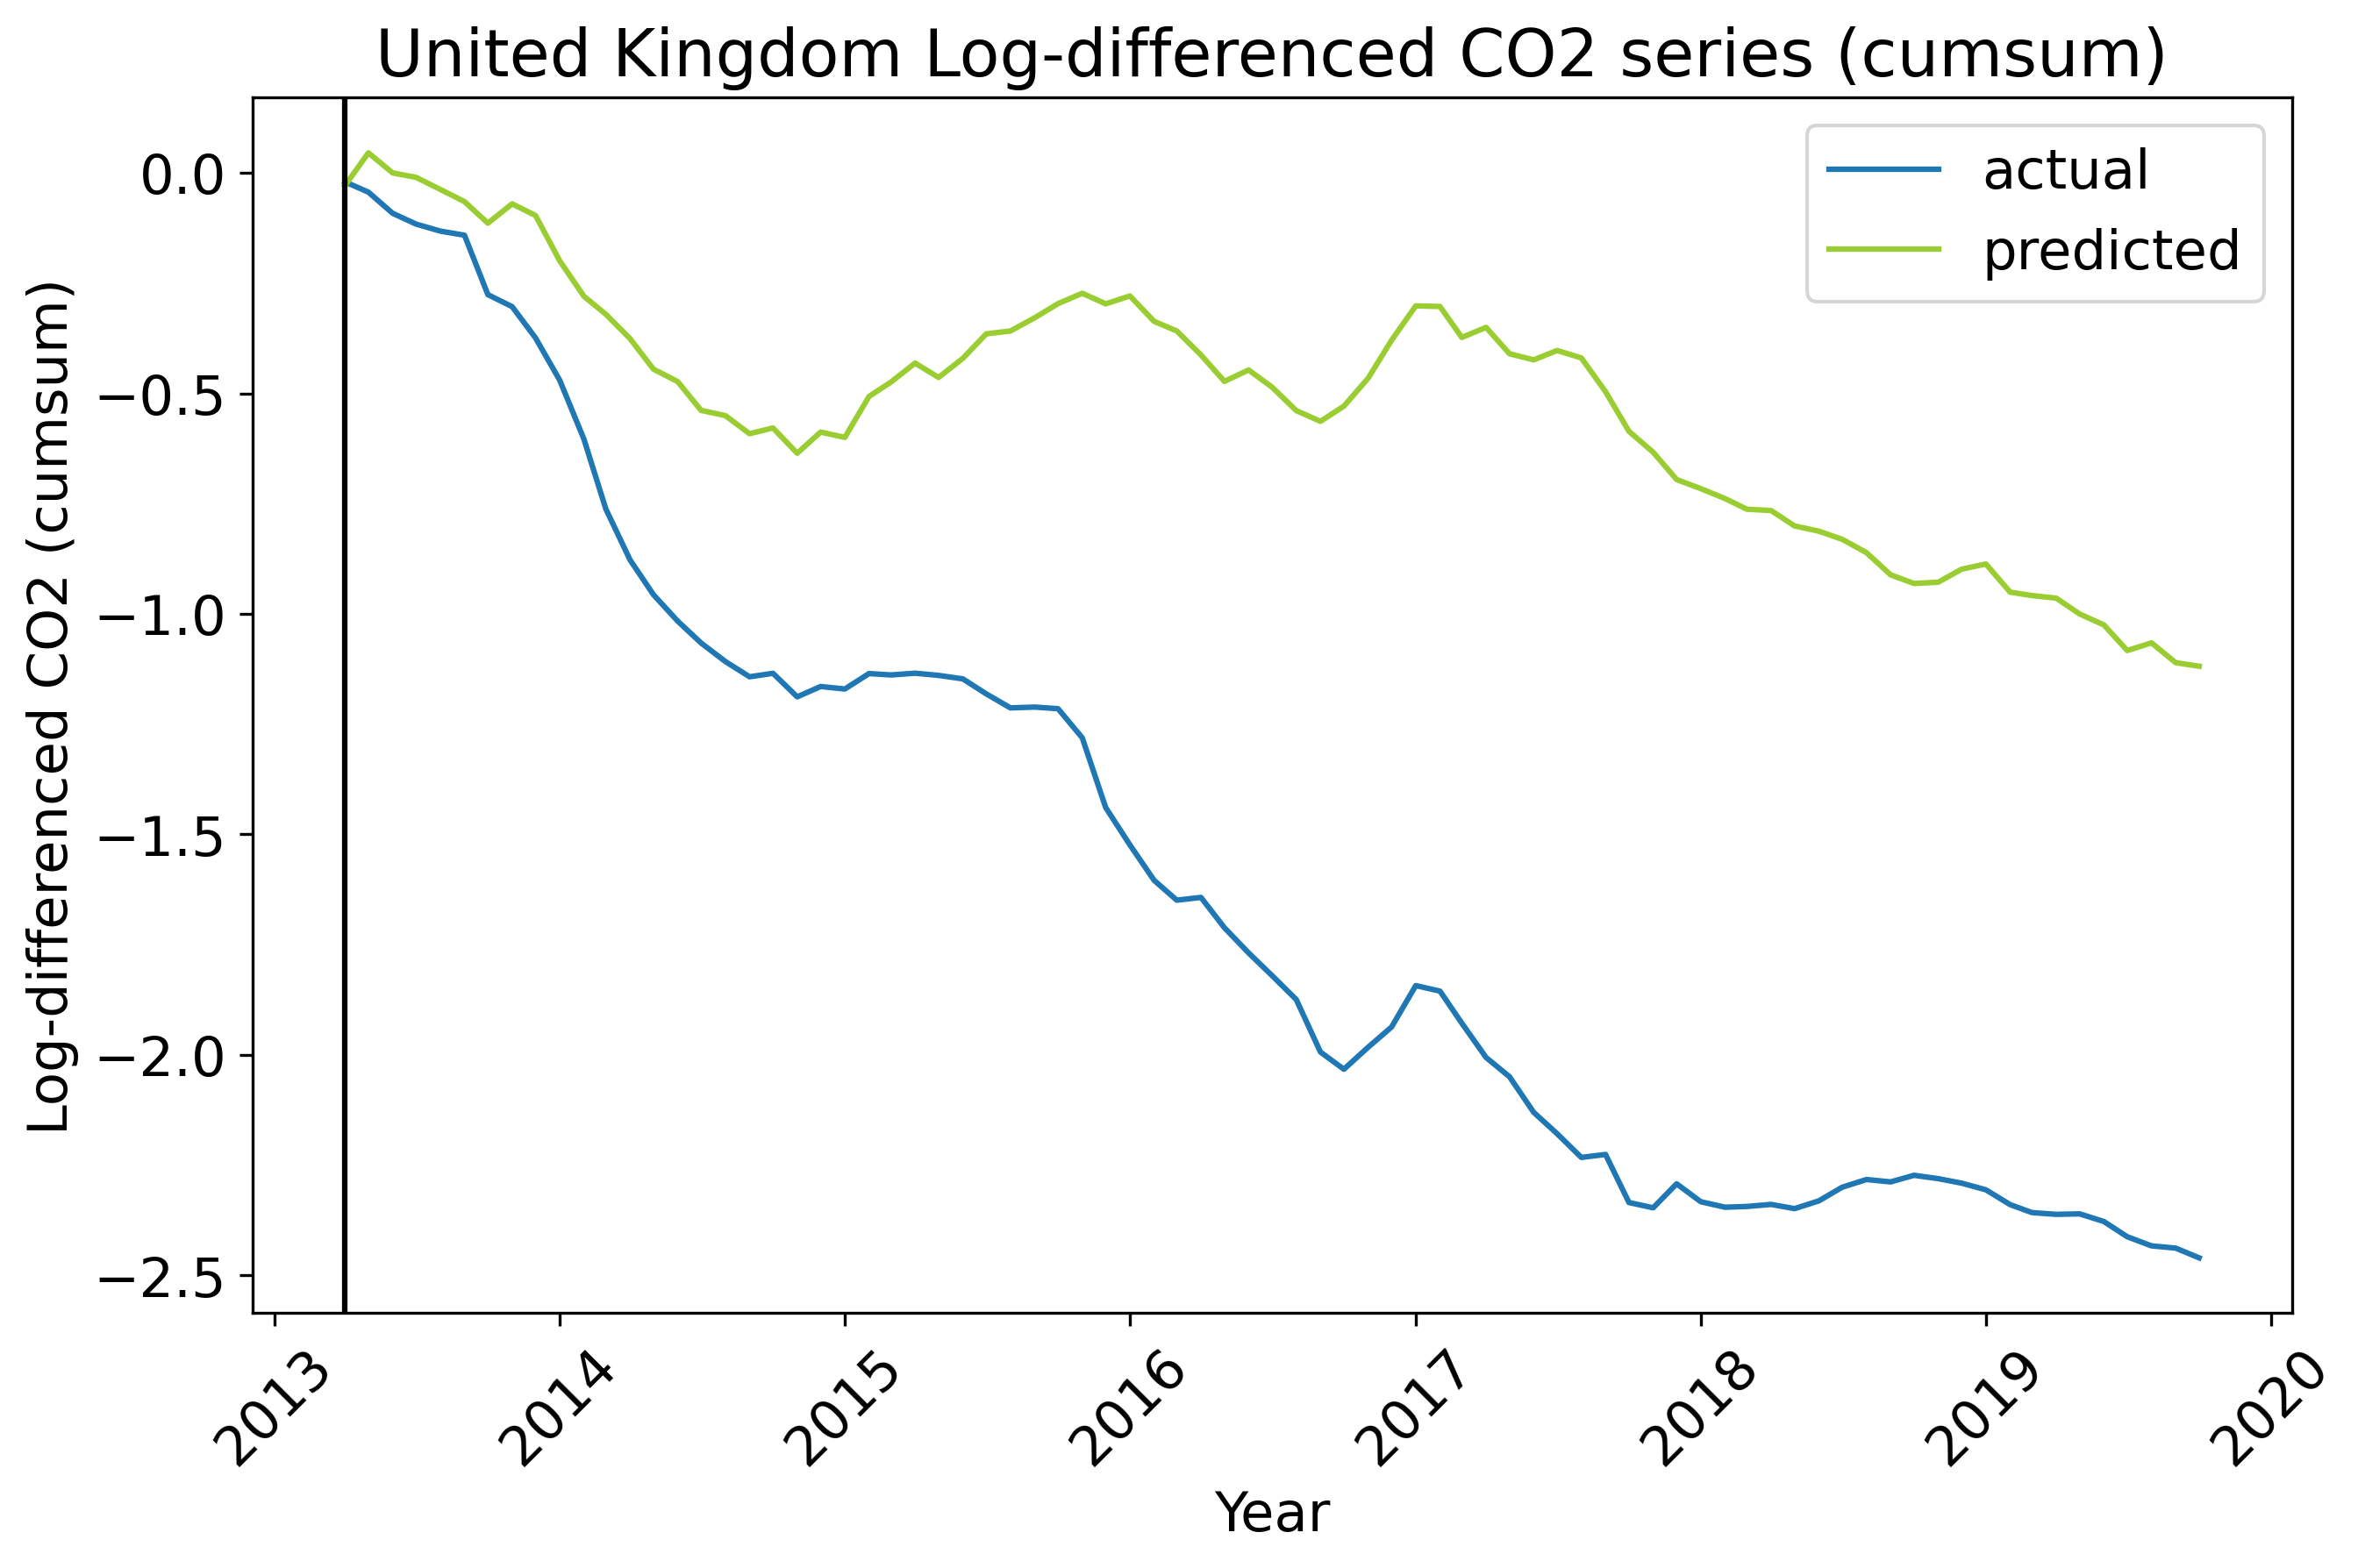 United Kingdom Log-differenced CO2 series (cumsum)
actual
predicted
Log-differenced CO2 (cumsum)
0.0
−0.5
−1.0
−1.5
−2.0
−2.5
2013
2014
2015
2016
2017
2018
2019
2020
Year